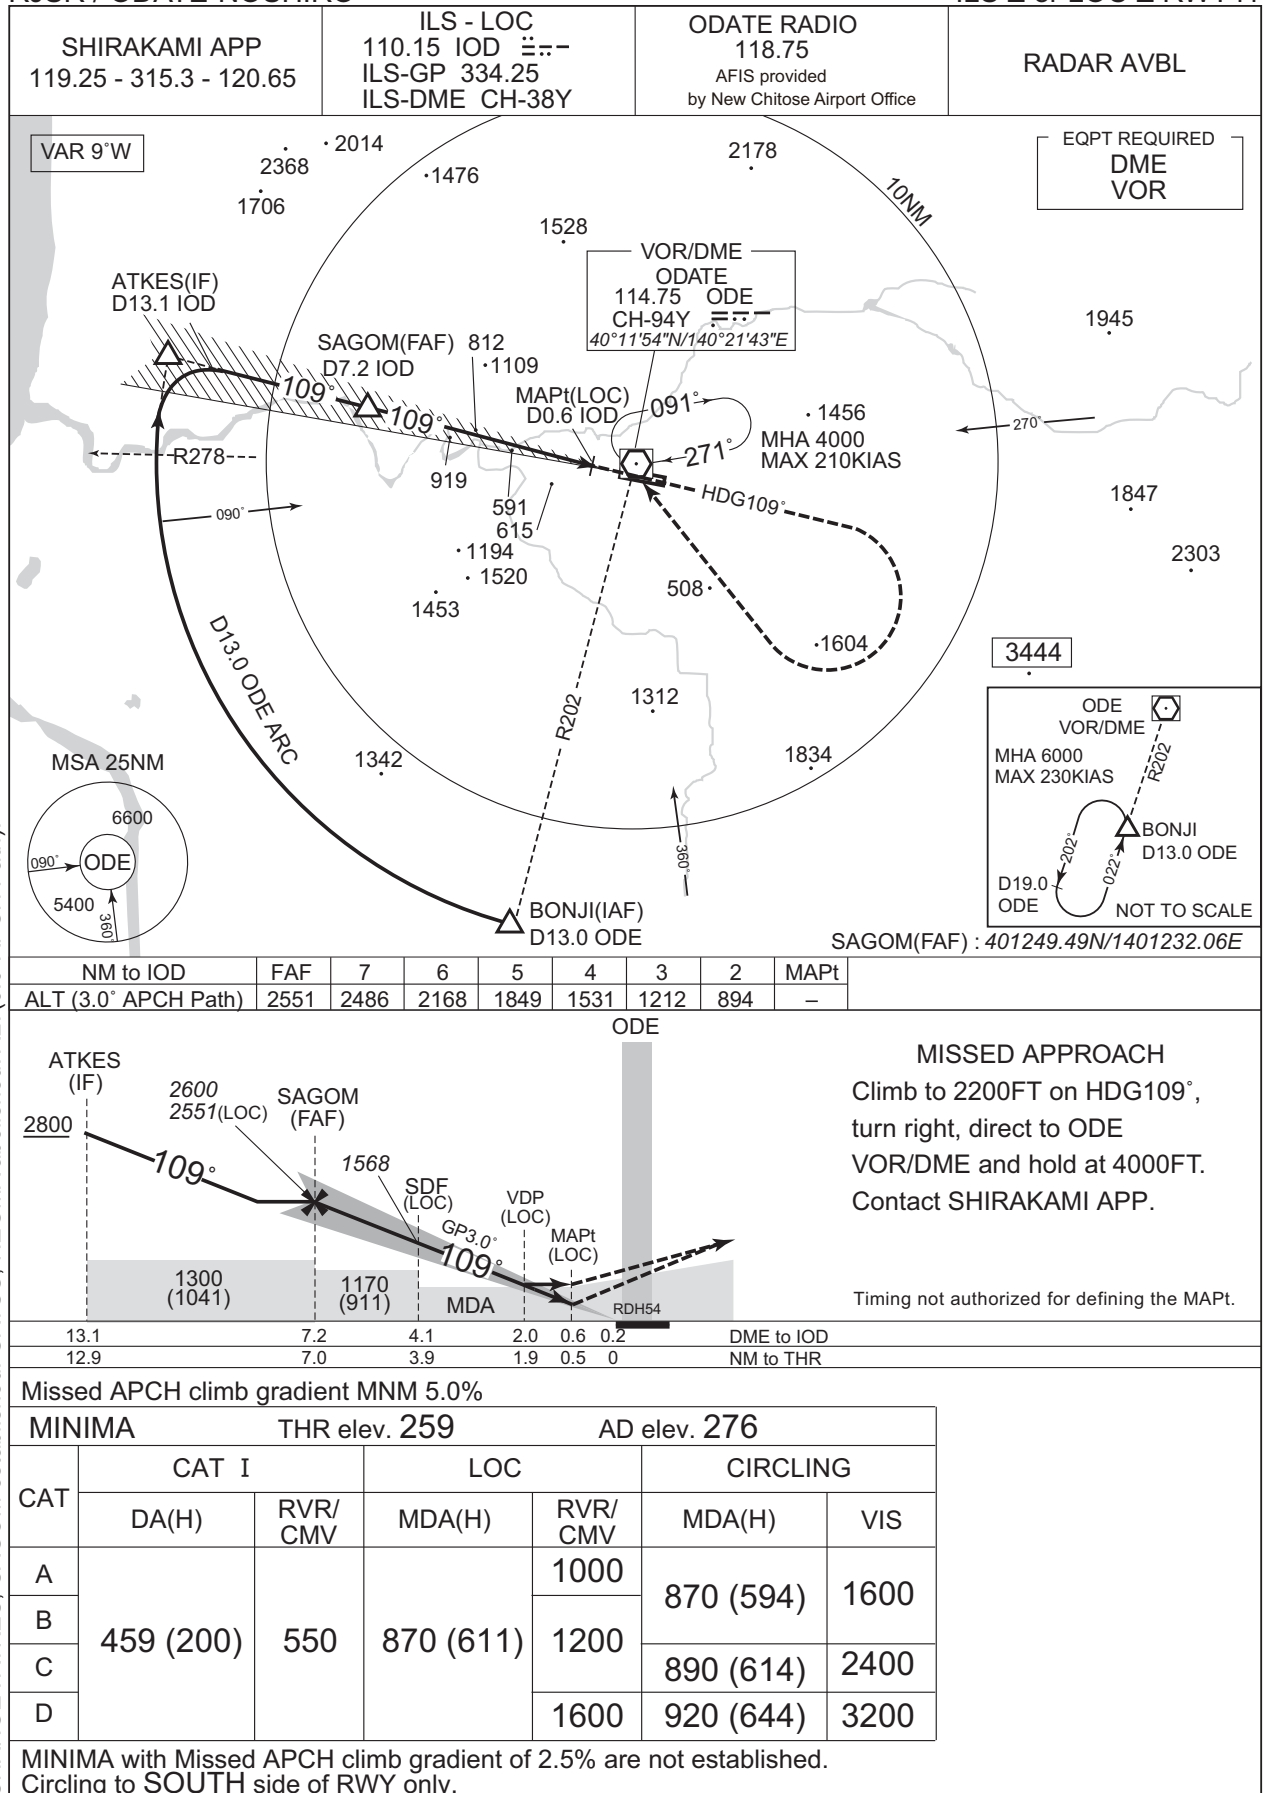 SHIRAKAMI APP
119.25 - 315.3 - 120.65
ILS - LOC
110.15 IOD
ILS-GP 334.25
ILS-DME CH-38Y
ODATE RADIO
118.75
AFIS provided
by New Chitose Airport Office
RADAR AVBL
VAR 9°W
EQPT REQUIRED
DME
VOR
2014
2368
1706
1476
2178
10NM
1528
VOR/DME
ODATE
114.75 ODE
CH-94Y
40°11'54"N/140°21'43"E
ATKES(IF)
D13.1 IOD
SAGOM(FAF)
D7.2 IOD
812
1109
MAPt(LOC)
D0.6 IOD
1945
109°
109°
091°
271°
1456
MHA 4000
MAX 210KIAS
270°
R278
090°
919
591
615
1194
1520
1453
HDG109°
1847
2303
508
1604
3444
D13.0 ODE ARC
R202
1312
1342
1834
360°
MSA 25NM
6600
090°
ODE
5400
360°
BONJI(IAF)
D13.0 ODE
ODE
VOR/DME
MHA 6000
MAX 230KIAS
R202
202°
022°
BONJI
D13.0 ODE
D19.0
ODE
NOT TO SCALE
SAGOM(FAF) : 401249.49N/1401232.06E
NM to IOD FAF 7 6 5 4 3 2 MAPt
ALT (3.0° APCH Path) 2551 2486 2168 1849 1531 1212 894 –
ODE
ATKES
(IF)
2800
2600
2551(LOC)
SAGOM
(FAF)
109°
1568
SDF
(LOC)
GP3.0°
109°
VDP
(LOC)
MAPt
(LOC)
1300
(1041)
1170
(911)
MDA
RDH54
MISSED APPROACH
Climb to 2200FT on HDG109°,
turn right, direct to ODE
VOR/DME and hold at 4000FT.
Contact SHIRAKAMI APP.
Timing not authorized for defining the MAPt.
13.1 7.2 4.1 2.0 0.6 0.2 DME to IOD
12.9 7.0 3.9 1.9 0.5 0 NM to THR
Missed APCH climb gradient MNM 5.0%
MINIMA THR elev. 259 AD elev. 276
CAT CAT I LOC CIRCLING
DA(H) RVR/CMV MDA(H) RVR/CMV MDA(H) VIS
A 459 (200) 550 870 (611) 1000 870 (594) 1600
B 1200
C 890 (614) 2400
D 1600 920 (644) 3200
MINIMA with Missed APCH climb gradient of 2.5% are not established.
Circling to SOUTH side of RWY only.